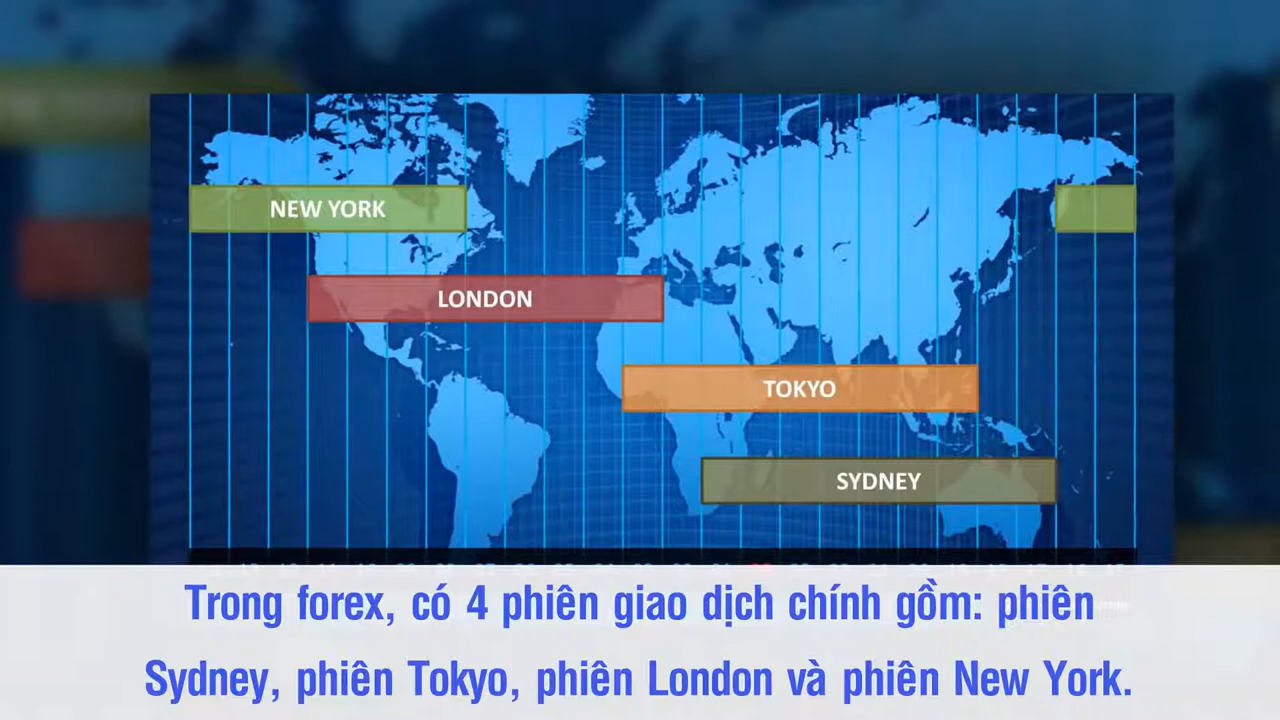 NEW YORK
LONDON
TOKYO
SYDNEY
Trong forex, có 4 phiên giao dịch chính gồm: phiên
Sydney, phiên Tokyo, phiên London và phiên New York.